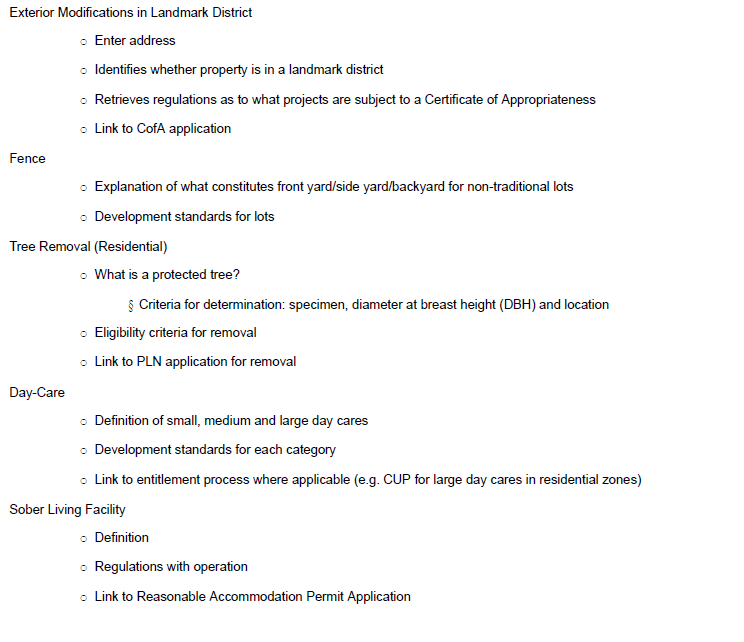 Exterior Modifications in Landmark District
○ Enter address
○ Identifies whether property is in a landmark district
○ Retrieves regulations as to what projects are subject to a Certificate of Appropriateness
○ Link to CofA application
Fence
○ Explanation of what constitutes front yard/side yard/backyard for non-traditional lots
○ Development standards for lots
Tree Removal (Residential)
○ What is a protected tree?
§ Criteria for determination: specimen, diameter at breast height (DBH) and location
○ Eligibility criteria for removal
○ Link to PLN application for removal
Day-Care
○ Definition of small, medium and large day cares
○ Development standards for each category
○ Link to entitlement process where applicable (e.g. CUP for large day cares in residential zones)
Sober Living Facility
○ Definition
○ Regulations with operation
○ Link to Reasonable Accommodation Permit Application